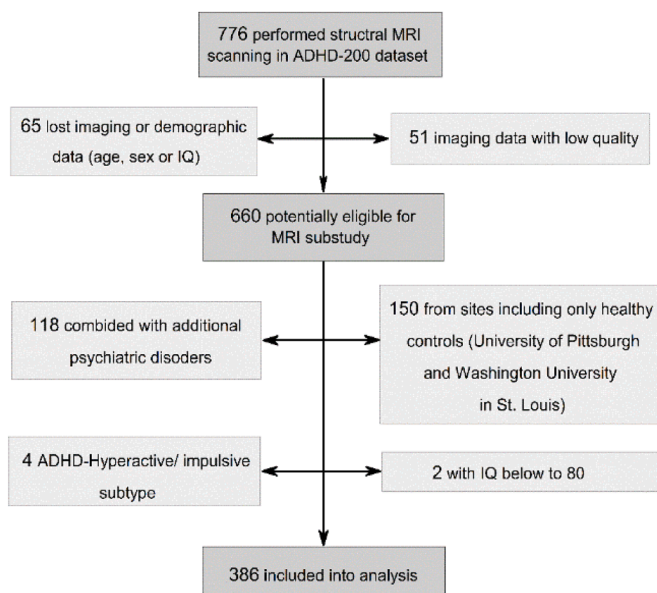 776 performed structral MRI
scanning in ADHD-200 dataset
65 lost imaging or demographic
data (age, sex or IQ)
51 imaging data with low quality
660 potentially eligible for
MRI substudy
118 combided with additional
psychiatric disoders
150 from sites including only healthy
controls (University of Pittsburgh
and Washington University
in St. Louis)
4 ADHD-Hyperactive/ impulsive
subtype
2 with IQ below to 80
386 included into analysis